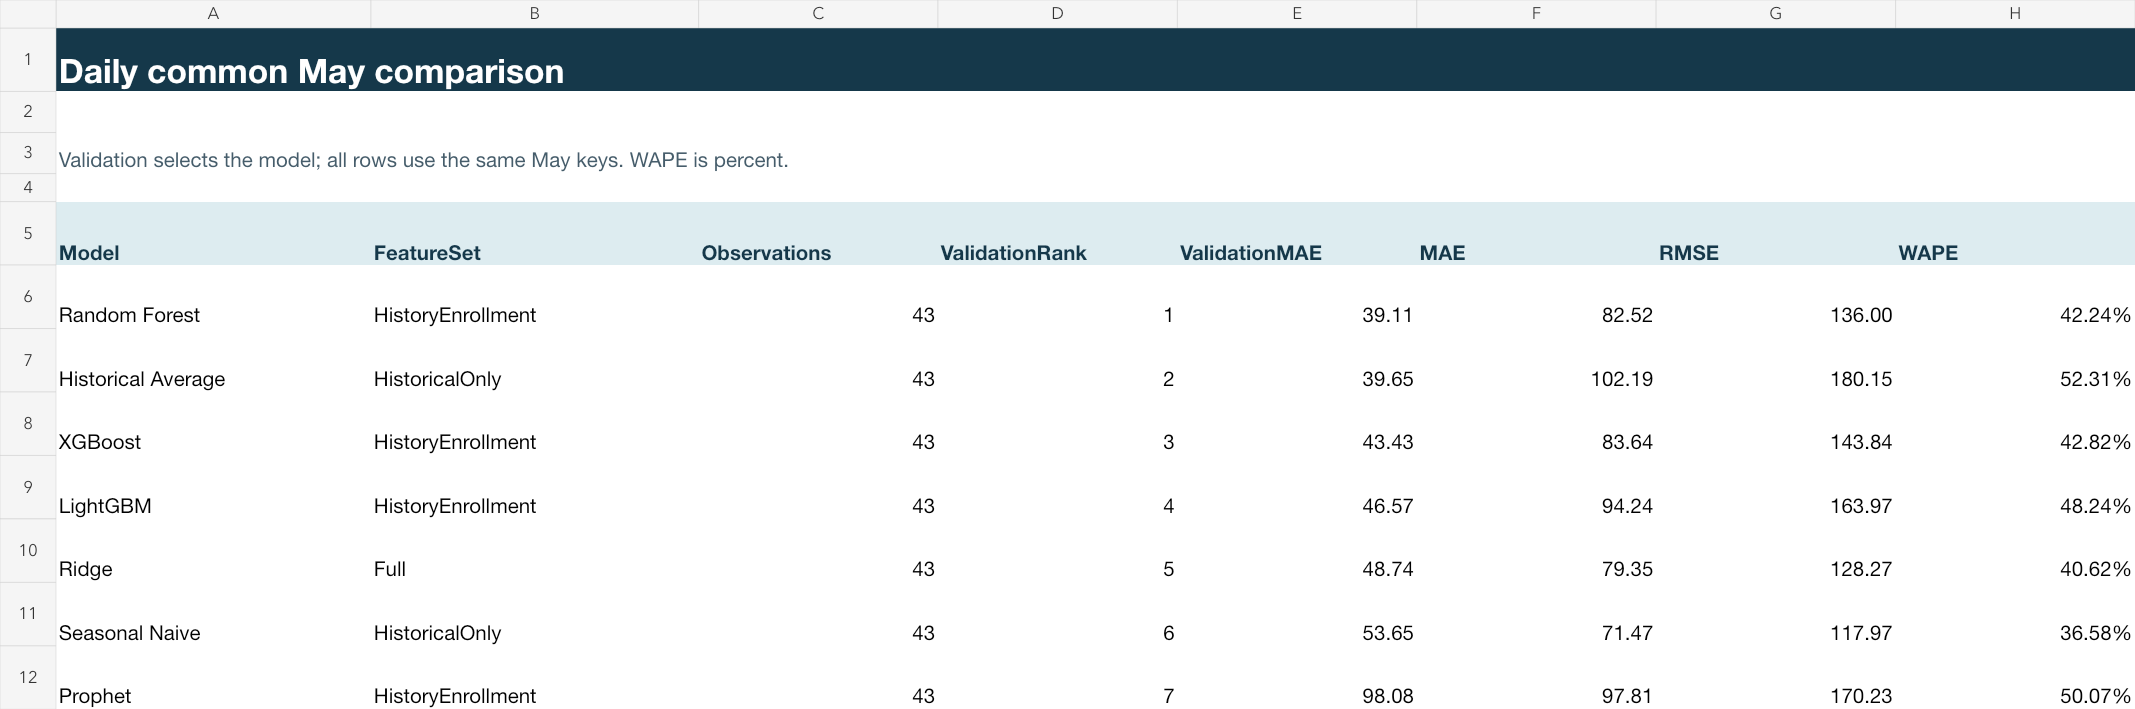 A B C D E F G H
1 Daily common May comparison
2
3 Validation selects the model; all rows use the same May keys. WAPE is percent.
4
5 Model FeatureSet Observations ValidationRank ValidationMAE MAE RMSE WAPE
6 Random Forest HistoryEnrollment 43 1 39.11 82.52 136.00 42.24%
7 Historical Average HistoricalOnly 43 2 39.65 102.19 180.15 52.31%
8 XGBoost HistoryEnrollment 43 3 43.43 83.64 143.84 42.82%
9 LightGBM HistoryEnrollment 43 4 46.57 94.24 163.97 48.24%
10 Ridge Full 43 5 48.74 79.35 128.27 40.62%
11 Seasonal Naive HistoricalOnly 43 6 53.65 71.47 117.97 36.58%
12 Prophet HistoryEnrollment 43 7 98.08 97.81 170.23 50.07%